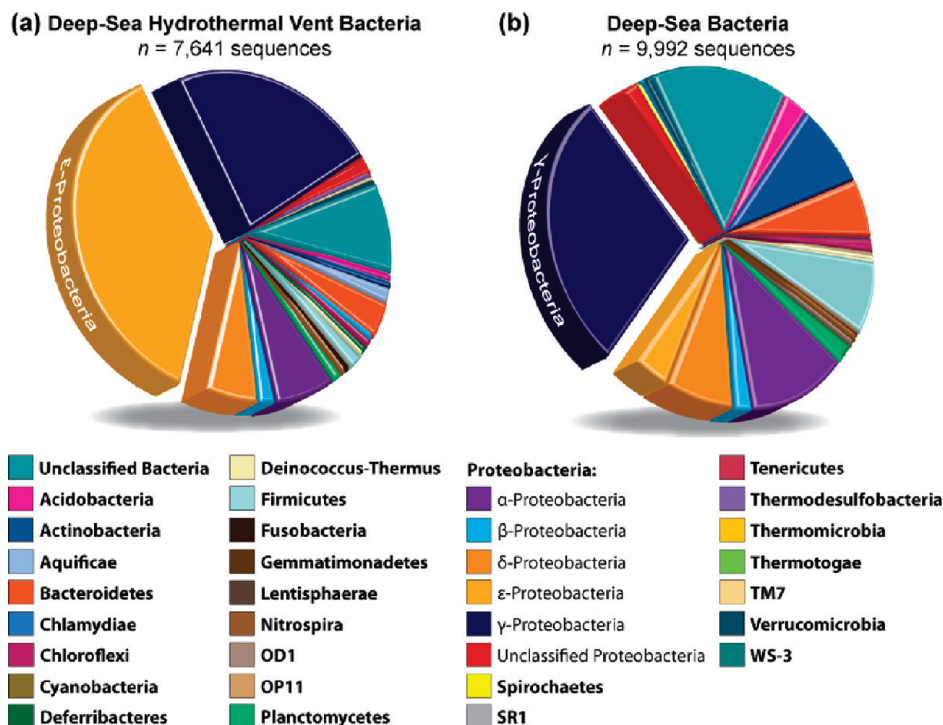 (a) Deep-Sea Hydrothermal Vent Bacteria
n = 7,641 sequences
(b) Deep-Sea Bacteria
n = 9,992 sequences
ε-Proteobacteria
γ-Proteobacteria
Unclassified Bacteria
Acidobacteria
Actinobacteria
Aquificae
Bacteroidetes
Chlamydiae
Chloroflexi
Cyanobacteria
Deferribacteres
Deinococcus-Thermus
Firmicutes
Fusobacteria
Gemmatimonadetes
Lentisphaerae
Nitrospira
OD1
OP11
Planctomycetes
Proteobacteria:
α-Proteobacteria
β-Proteobacteria
δ-Proteobacteria
ε-Proteobacteria
γ-Proteobacteria
Unclassified Proteobacteria
Spirochaetes
SR1
Tenericutes
Thermodesulfobacteria
Thermomicrobia
Thermotogae
TM7
Verrucomicrobia
WS-3